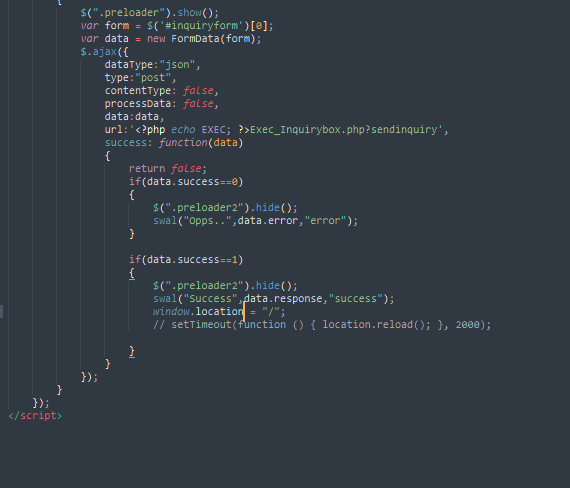 {
$(".preloader").show();
var form = $('#inquiryform')[0];
var data = new FormData(form);
$.ajax({
dataType:"json",
type:"post",
contentType: false,
processData: false,
data:data,
url:'<?php echo EXEC; ?>Exec_Inquirybox.php?sendinquiry',
success: function(data)
{
return false;
if(data.success==0)
{
$(".preloader2").hide();
swal("Opps..",data.error,"error");
}
if(data.success==1)
{
$(".preloader2").hide();
swal("Success",data.response,"success");
window.location = "/";
// setTimeout(function () { location.reload(); }, 2000);
}
}
});
}
});
</script>